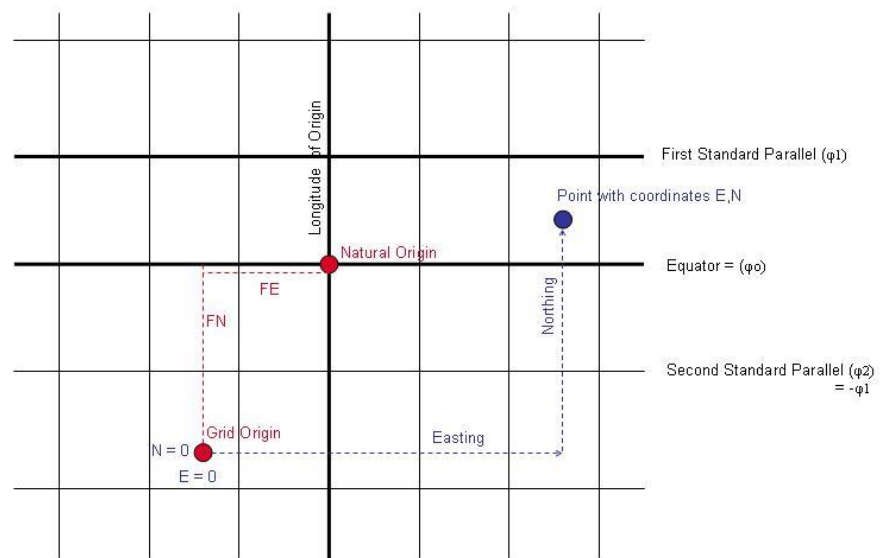 Longitude of Origin
First Standard Parallel (φ1)
Point with coordinates E,N
Natural Origin
Equator = (φo)
FE
FN
Northing
Second Standard Parallel (φ2)
= -φ1
Grid Origin
Easting
N = 0
E = 0